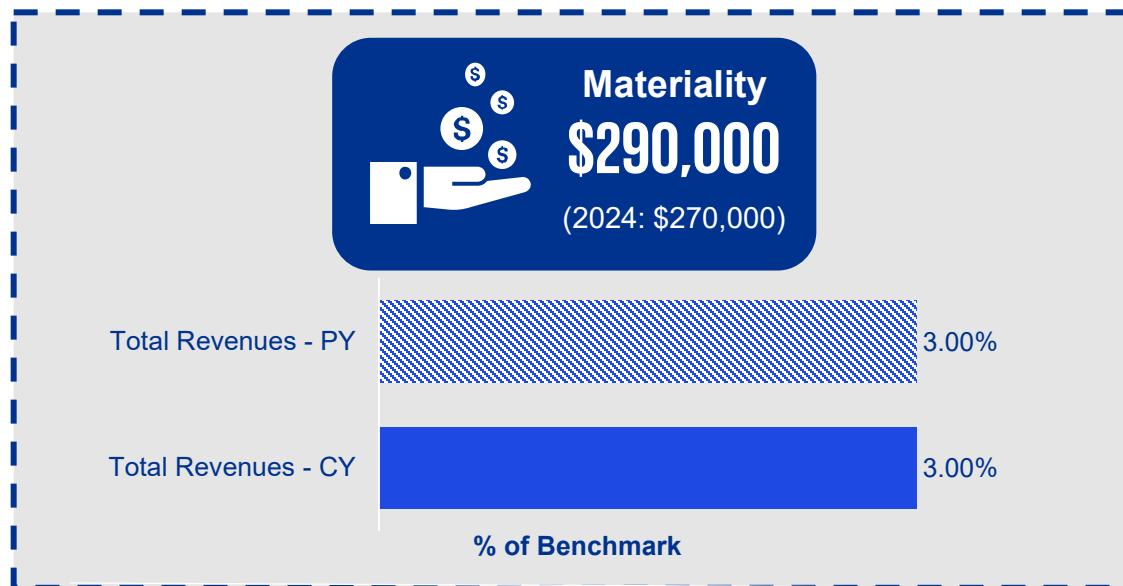 Materiality
$290,000
(2024: $270,000)
Total Revenues - PY
3.00%
Total Revenues - CY
3.00%
% of Benchmark